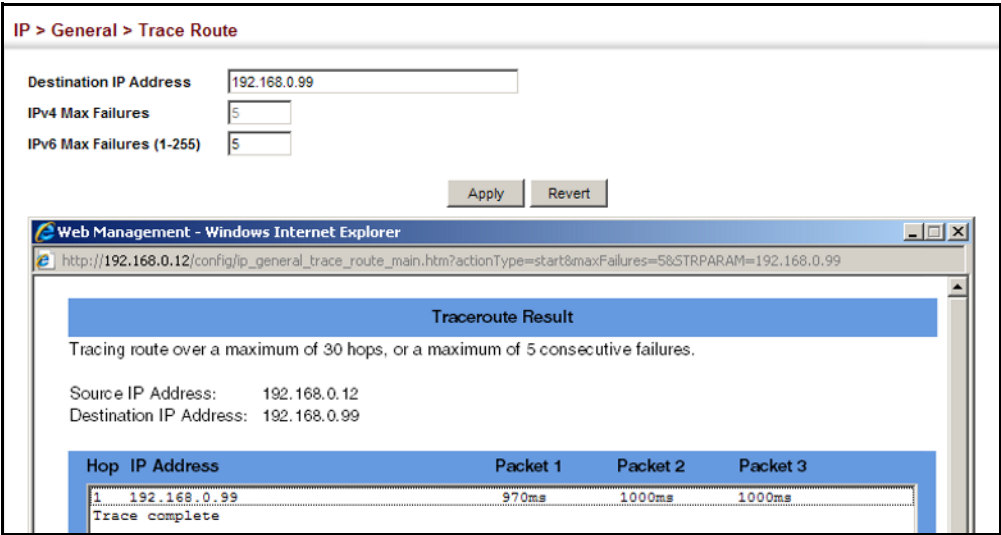 IP > General > Trace Route
Destination IP Address 192.168.0.99
IPv4 Max Failures 5
IPv6 Max Failures (1-255) 5
Apply Revert
Web Management - Windows Internet Explorer
http://192.168.0.12/config/ip_general_trace_route_main.htm?actionType=start&maxFailures=5&STRPARAM=192.168.0.99
Traceroute Result
Tracing route over a maximum of 30 hops, or a maximum of 5 consecutive failures.
Source IP Address: 192.168.0.12
Destination IP Address: 192.168.0.99
Hop IP Address Packet 1 Packet 2 Packet 3
1 192.168.0.99 970ms 1000ms 1000ms
Trace complete